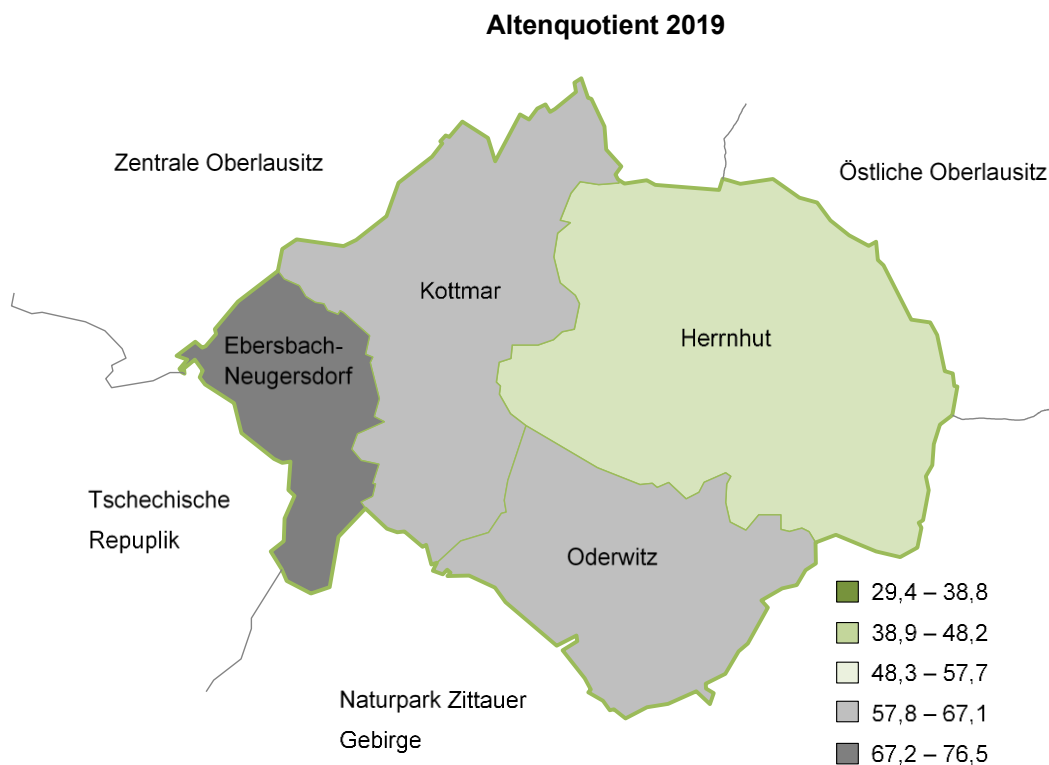 Altenquotient 2019
Zentrale Oberlausitz
Östliche Oberlausitz
Kottmar
Herrnhut
Ebersbach-
Neugersdorf
Tschechische
Repuplik
Oderwitz
Naturpark Zittauer
Gebirge
29,4 – 38,8
38,9 – 48,2
48,3 – 57,7
57,8 – 67,1
67,2 – 76,5